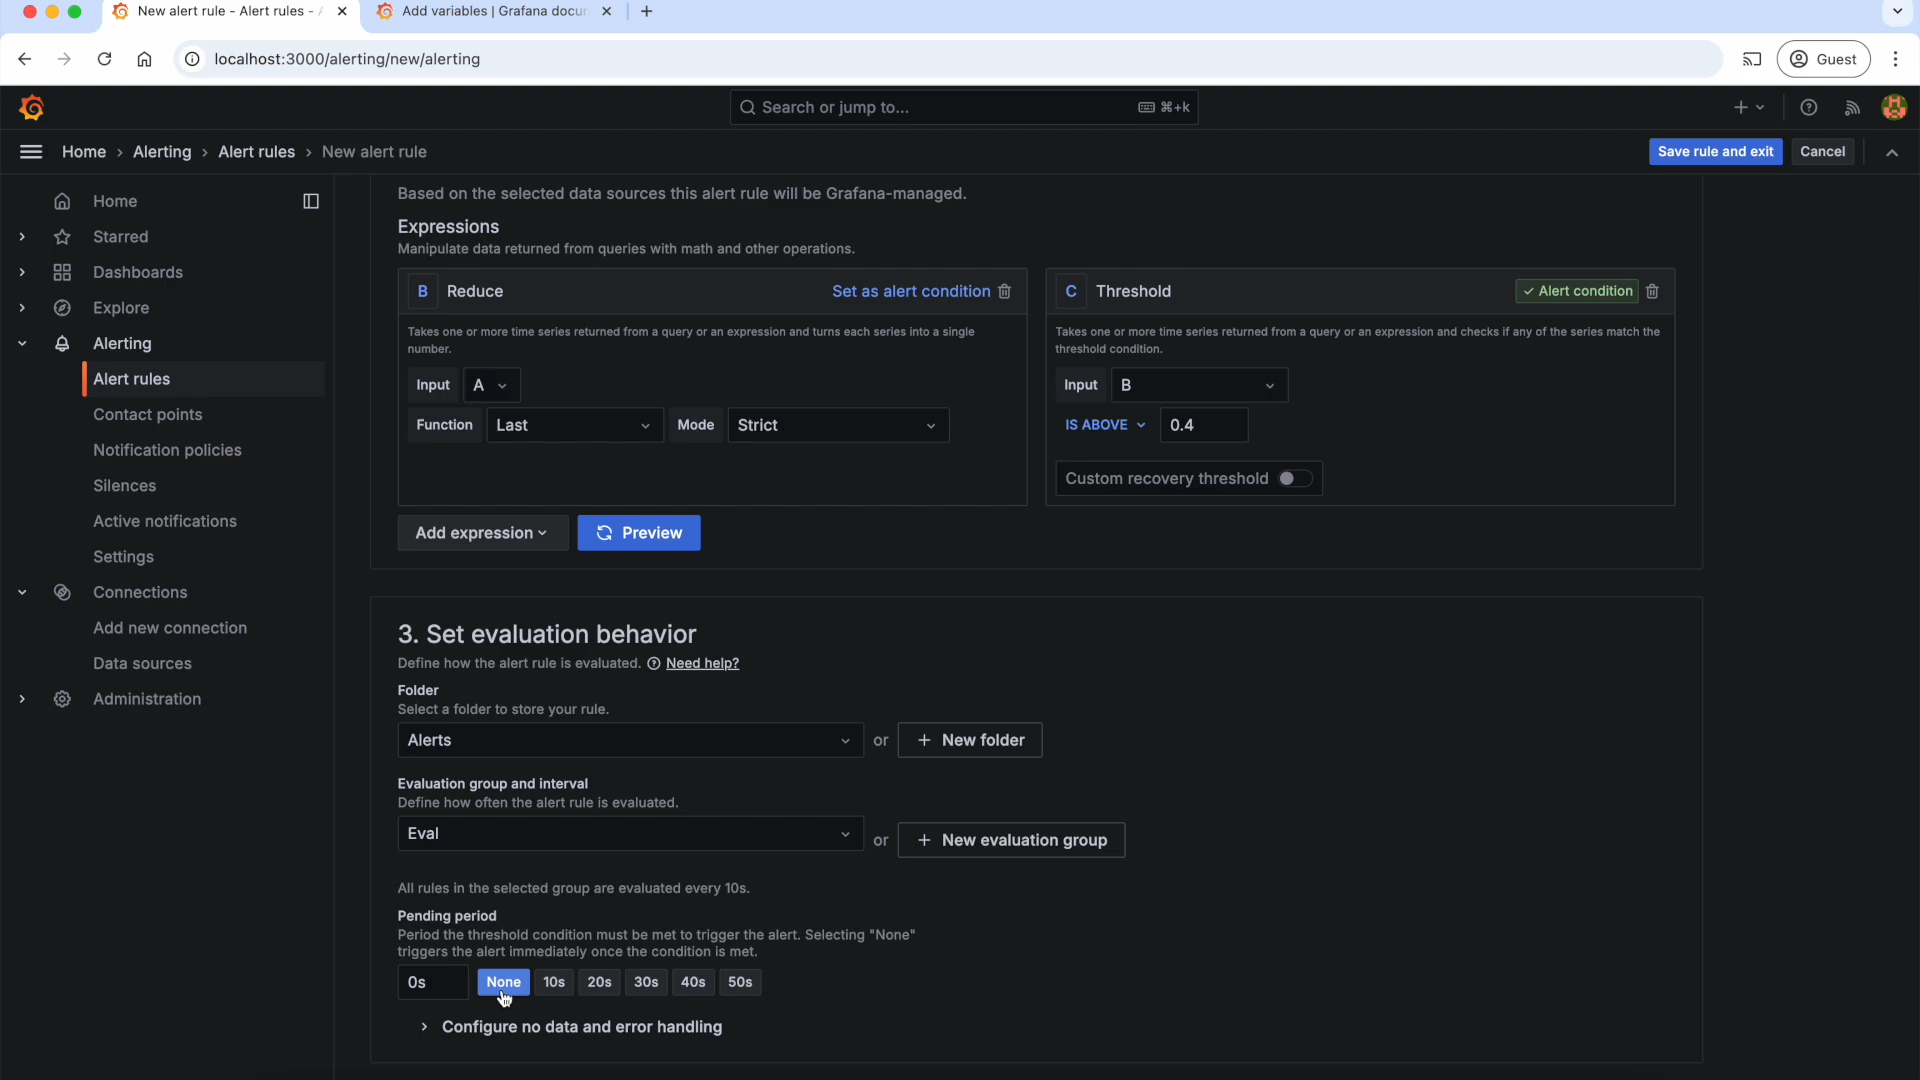 New alert rule - Alert rules - A
Add variables | Grafana docu
localhost:3000/alerting/new/alerting
Guest
Search or jump to...
⌘+k
Home › Alerting › Alert rules › New alert rule
Save rule and exit
Cancel
Home
Starred
Dashboards
Explore
Alerting
Alert rules
Contact points
Notification policies
Silences
Active notifications
Settings
Connections
Add new connection
Data sources
Administration
Based on the selected data sources this alert rule will be Grafana-managed.
Expressions
Manipulate data returned from queries with math and other operations.
B Reduce Set as alert condition
Takes one or more time series returned from a query or an expression and turns each series into a single
number.
Input A
Function Last Mode Strict
C Threshold Alert condition
Takes one or more time series returned from a query or an expression and checks if any of the series match the
threshold condition.
Input B
IS ABOVE 0.4
Custom recovery threshold
Add expression
Preview
3. Set evaluation behavior
Define how the alert rule is evaluated. Need help?
Folder
Select a folder to store your rule.
Alerts or + New folder
Evaluation group and interval
Define how often the alert rule is evaluated.
Eval or + New evaluation group
All rules in the selected group are evaluated every 10s.
Pending period
Period the threshold condition must be met to trigger the alert. Selecting "None"
triggers the alert immediately once the condition is met.
0s None 10s 20s 30s 40s 50s
Configure no data and error handling